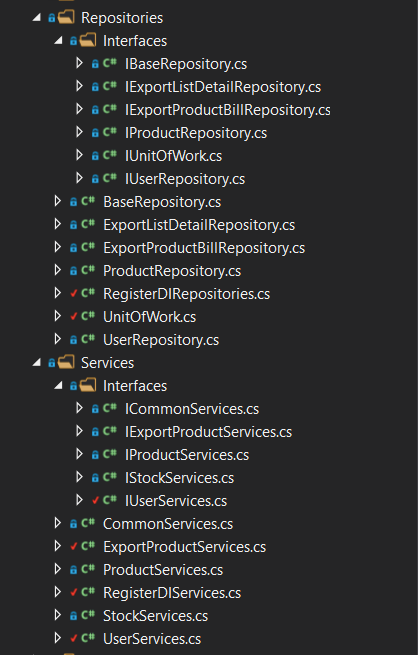 Repositories
Interfaces
C# IBaseRepository.cs
C# IExportListDetailRepository.cs
C# IExportProductBillRepository.cs
C# IProductRepository.cs
C# IUnitOfWork.cs
C# IUserRepository.cs
C# BaseRepository.cs
C# ExportListDetailRepository.cs
C# ExportProductBillRepository.cs
C# ProductRepository.cs
C# RegisterDIRepositories.cs
C# UnitOfWork.cs
C# UserRepository.cs
Services
Interfaces
C# ICommonServices.cs
C# IExportProductServices.cs
C# IProductServices.cs
C# IStockServices.cs
C# IUserServices.cs
C# CommonServices.cs
C# ExportProductServices.cs
C# ProductServices.cs
C# RegisterDIServices.cs
C# StockServices.cs
C# UserServices.cs